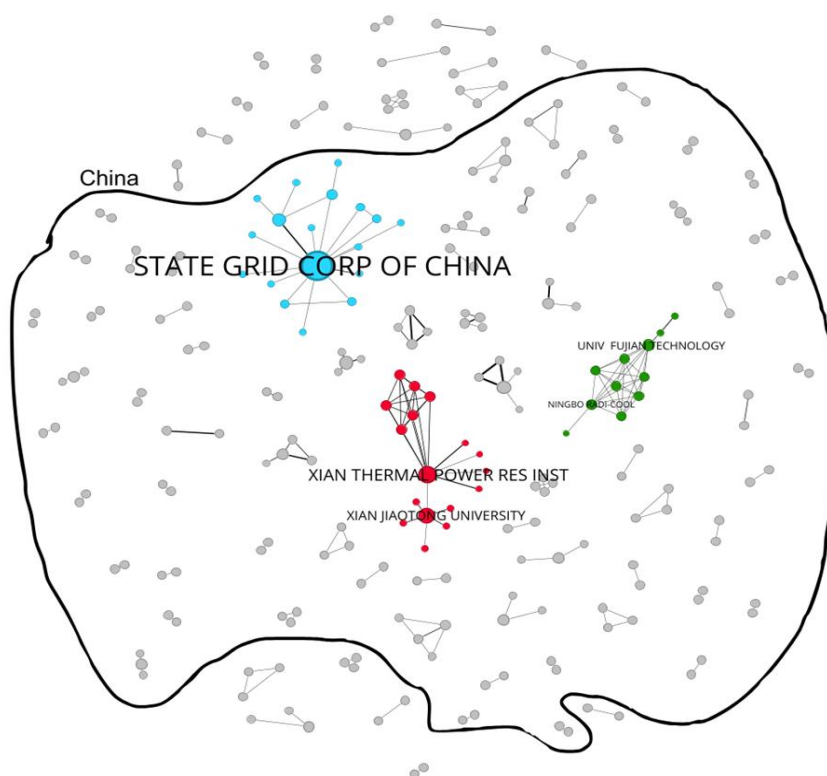 China
STATE GRID CORP OF CHINA
UNIV FUJIAN TECHNOLOGY
NINGBO RADI-COOL
XIAN THERMAL POWER RES INST
XIAN JIAOTONG UNIVERSITY